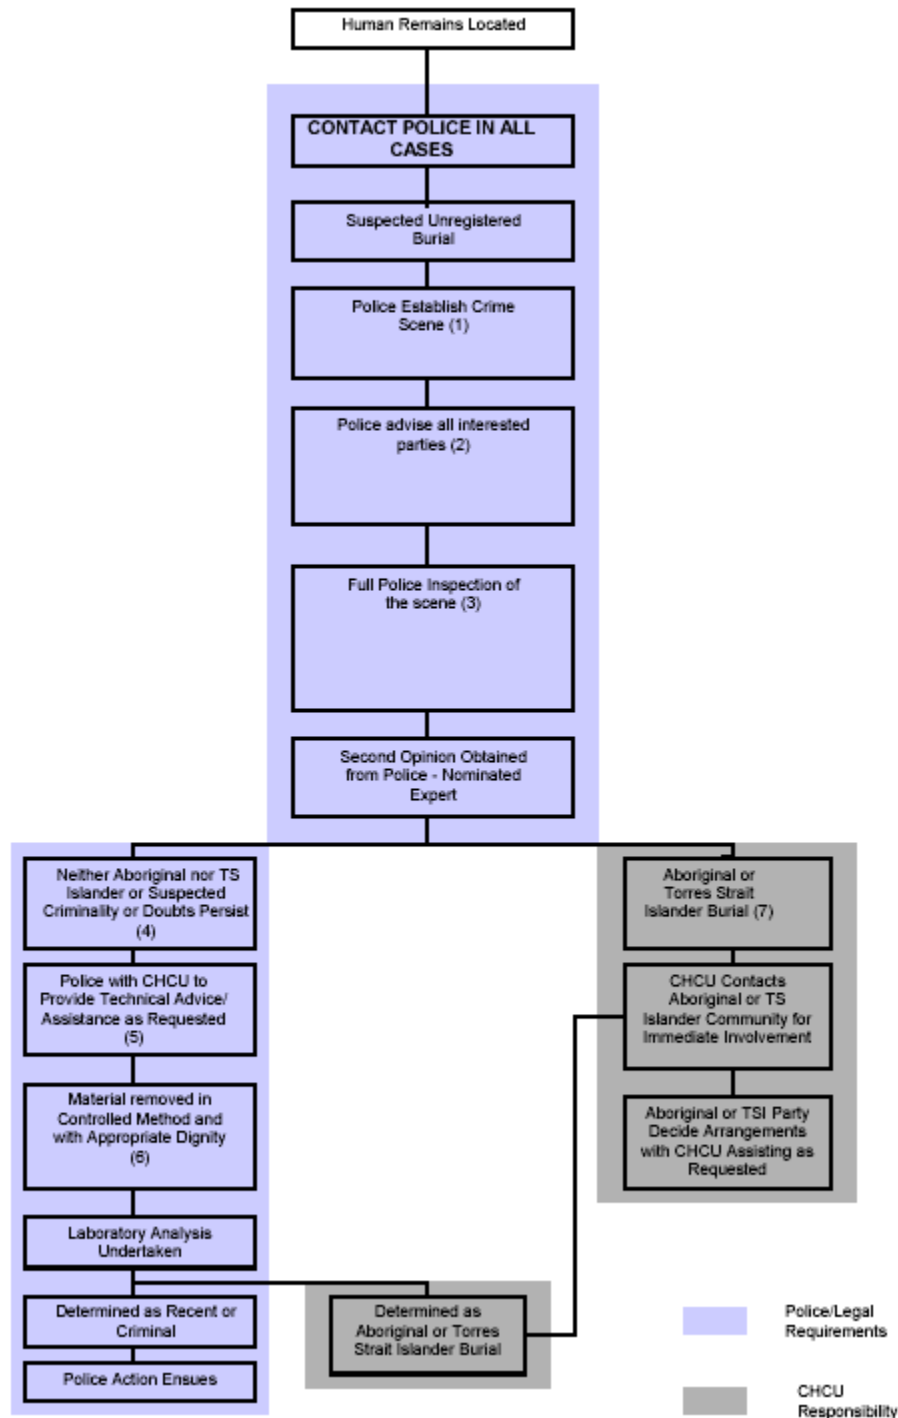 Human Remains Located
CONTACT POLICE IN ALL
CASES
Suspected Unregistered
Burial
Police Establish Crime
Scene (1)
Police advise all interested
parties (2)
Full Police Inspection of
the scene (3)
Second Opinion Obtained
from Police - Nominated
Expert
Neither Aboriginal nor TS
Islander or Suspected
Criminality or Doubts Persist
(4)
Police with CHCU to
Provide Technical Advice/
Assistance as Requested
(5)
Material removed in
Controlled Method and
with Appropriate Dignity
(6)
Laboratory Analysis
Undertaken
Determined as Recent or
Criminal
Police Action Ensues
Determined as
Aboriginal or Torres
Strait Islander Burial
Aboriginal or
Torres Strait
Islander Burial (7)
CHCU Contacts
Aboriginal or TS
Islander Community for
Immediate Involvement
Aboriginal or TSI Party
Decide Arrangements
with CHCU Assisting as
Requested
Police/Legal
Requirements
CHCU
Responsibility